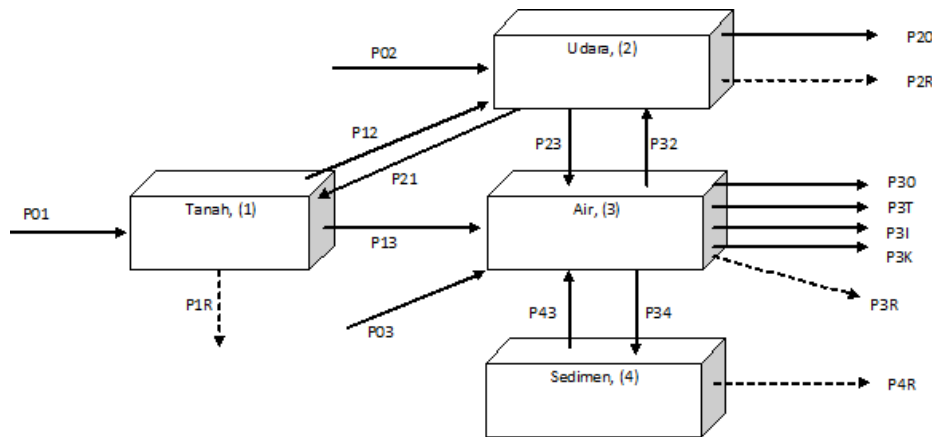 Udara, (2)
P20
P02
P2R
P12
P23
P32
P21
P30
Tanah, (1)
Air, (3)
P3T
P01
P3I
P13
P3K
P1R
P43
P34
P3R
P03
Sedimen, (4)
P4R